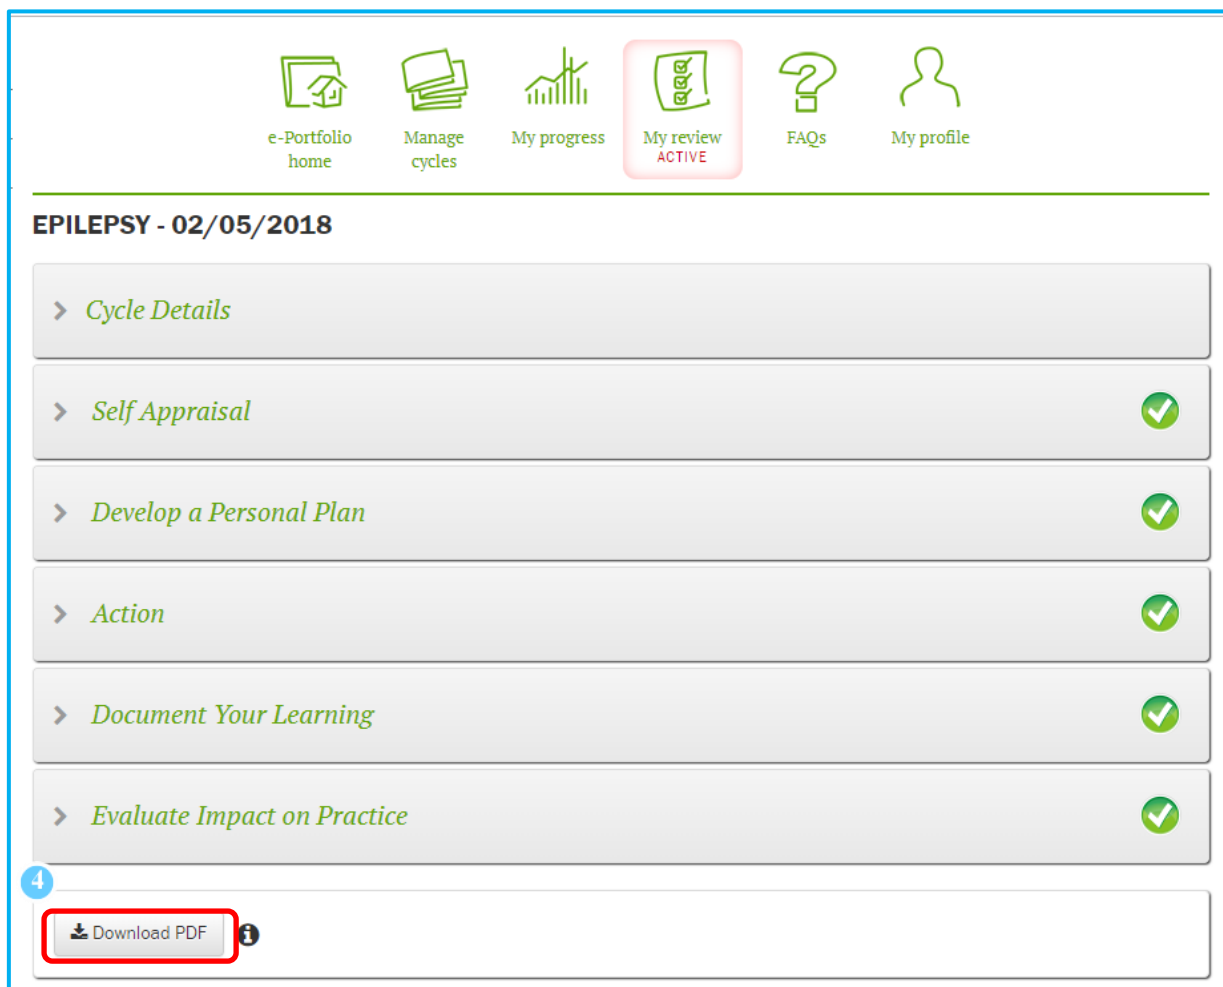 e-Portfolio home
Manage cycles
My progress
My review
ACTIVE
FAQs
My profile
EPILEPSY - 02/05/2018
Cycle Details
Self Appraisal
Develop a Personal Plan
Action
Document Your Learning
Evaluate Impact on Practice
4
Download PDF